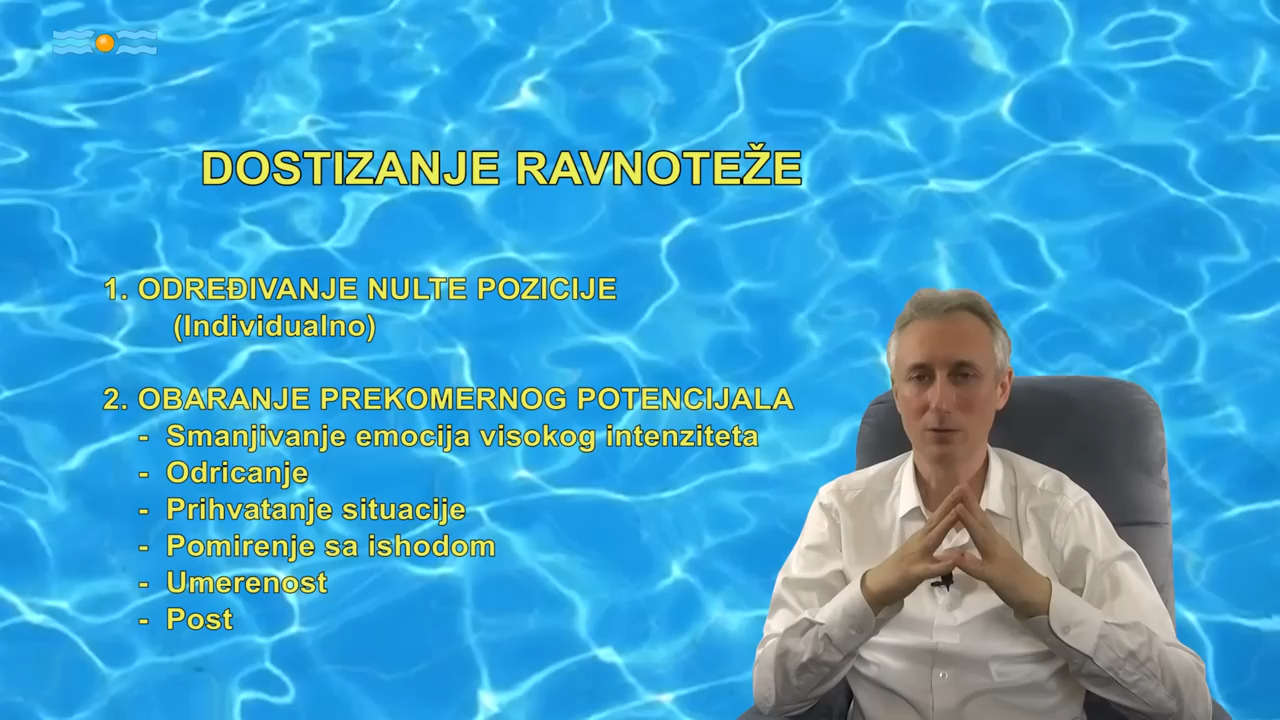 DOSTIZANJE RAVNOTEŽE
1. ODREĐIVANJE NULTE POZICIJE
(Individualno)
2. OBARANJE PREKOMERNOG POTENCIJALA
- Smanjivanje emocija visokog intenziteta
- Odricanje
- Prihvatanje situacije
- Pomirenje sa ishodom
- Umerenost
- Post